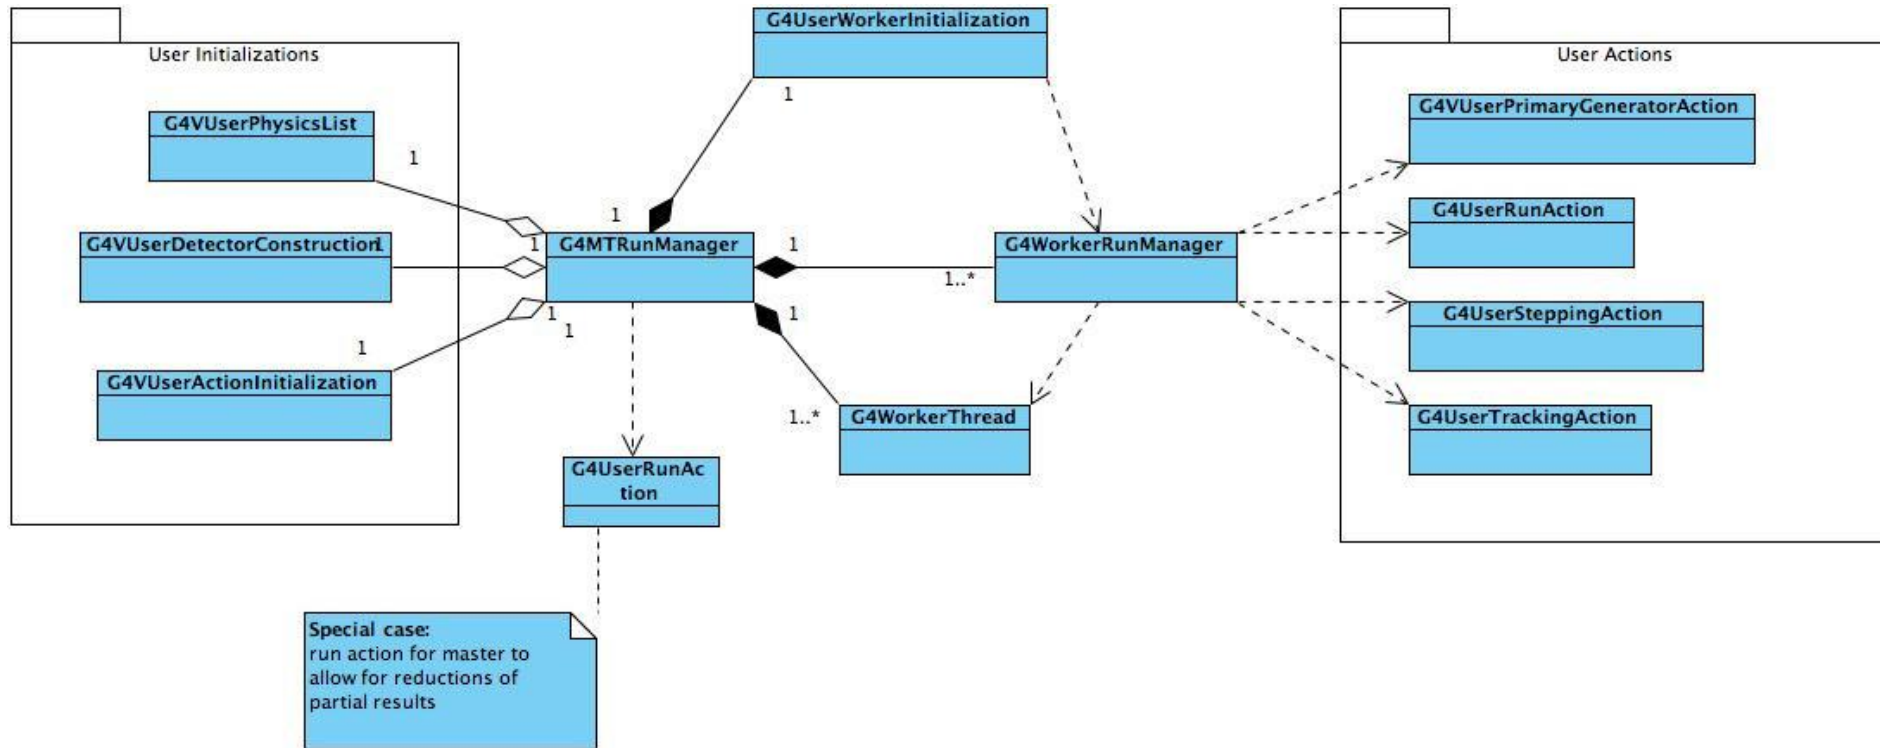 User Initializations
G4VUserPhysicsList
1
G4VUserDetectorConstruction
1
G4VUserActionInitialization
1
G4UserWorkerInitialization
1
1
1
G4MTRunManager
1
1
1
1
1..*
G4WorkerRunManager
1..*
G4WorkerThread
G4UserRunAc
tion
Special case:
run action for master to
allow for reductions of
partial results
User Actions
G4VUserPrimaryGeneratorAction
G4UserRunAction
G4UserSteppingAction
G4UserTrackingAction